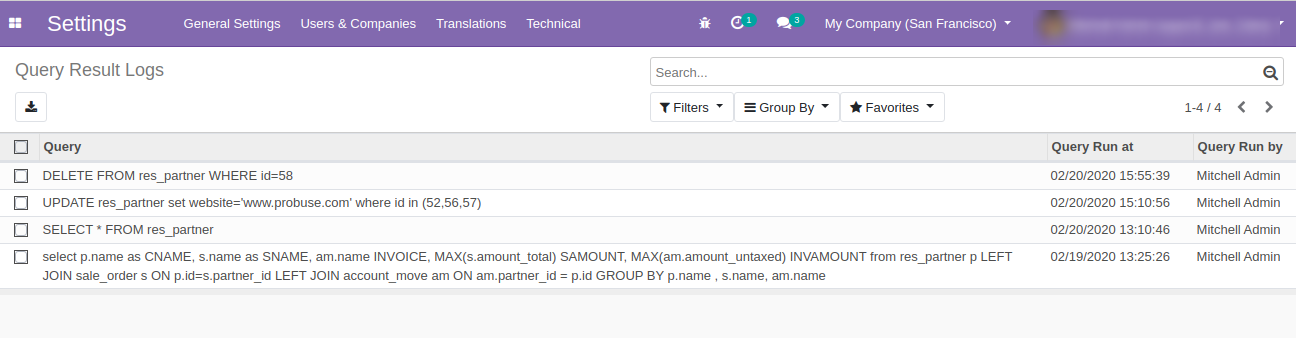 Settings General Settings Users & Companies Translations Technical 1 3 My Company (San Francisco)
Query Result Logs
Search...
Filters Group By Favorites 1-4 / 4
Query Query Run at Query Run by
DELETE FROM res_partner WHERE id=58 02/20/2020 15:55:39 Mitchell Admin
UPDATE res_partner set website='www.probuse.com' where id in (52,56,57) 02/20/2020 15:10:56 Mitchell Admin
SELECT * FROM res_partner 02/20/2020 13:10:46 Mitchell Admin
select p.name as CNAME, s.name as SNAME, am.name INVOICE, MAX(s.amount_total) SAMOUNT, MAX(am.amount_untaxed) INVAMOUNT from res_partner p LEFT 02/19/2020 13:25:26 Mitchell Admin
JOIN sale_order s ON p.id=s.partner_id LEFT JOIN account_move am ON am.partner_id = p.id GROUP BY p.name , s.name, am.name